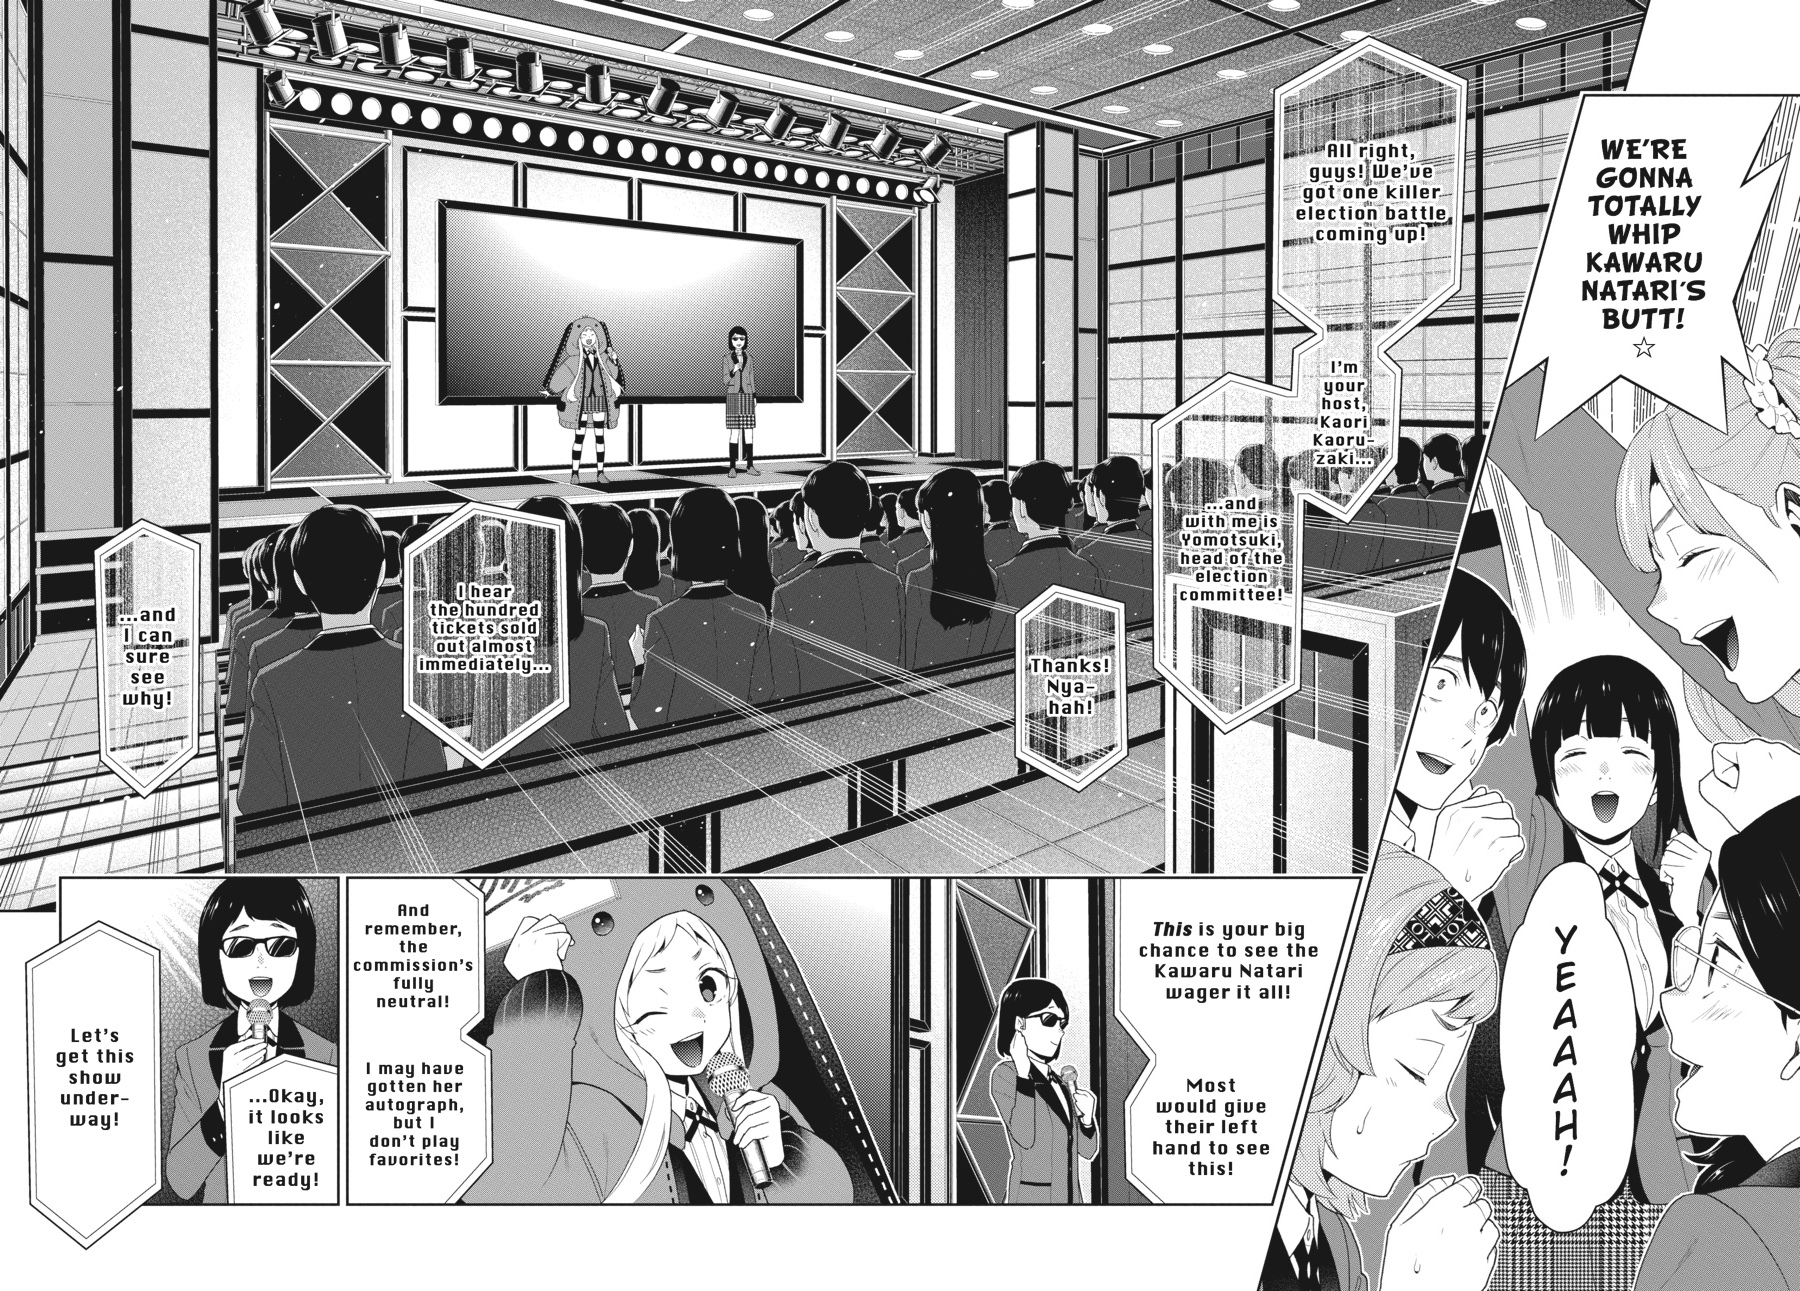 WE'RE
GONNA
TOTALLY
WHIP
KAWARU
NATARI'S
BUTT!
☆
YEAAAH!
All right,
guys! We've
got one killer
election battle
coming up!
I'm
your
host,
Kaori
Kaoru-
zaki...
...and
with me is
Yomotsuki,
head of the
election
committee!
Thanks!
Nya-
hah!
I hear
the hundred
tickets sold
out almost
immediately...
...and
I can
sure
see
why!
This is your big
chance to see the
Kawaru Natari
wager it all!
Most
would give
their left
hand to see
this!
And
remember,
the
commission's
fully
neutral!
I may have
gotten her
autograph,
but I
don't play
favorites!
...Okay,
it looks
like
we're
ready!
Let's
get this
show
under-
way!